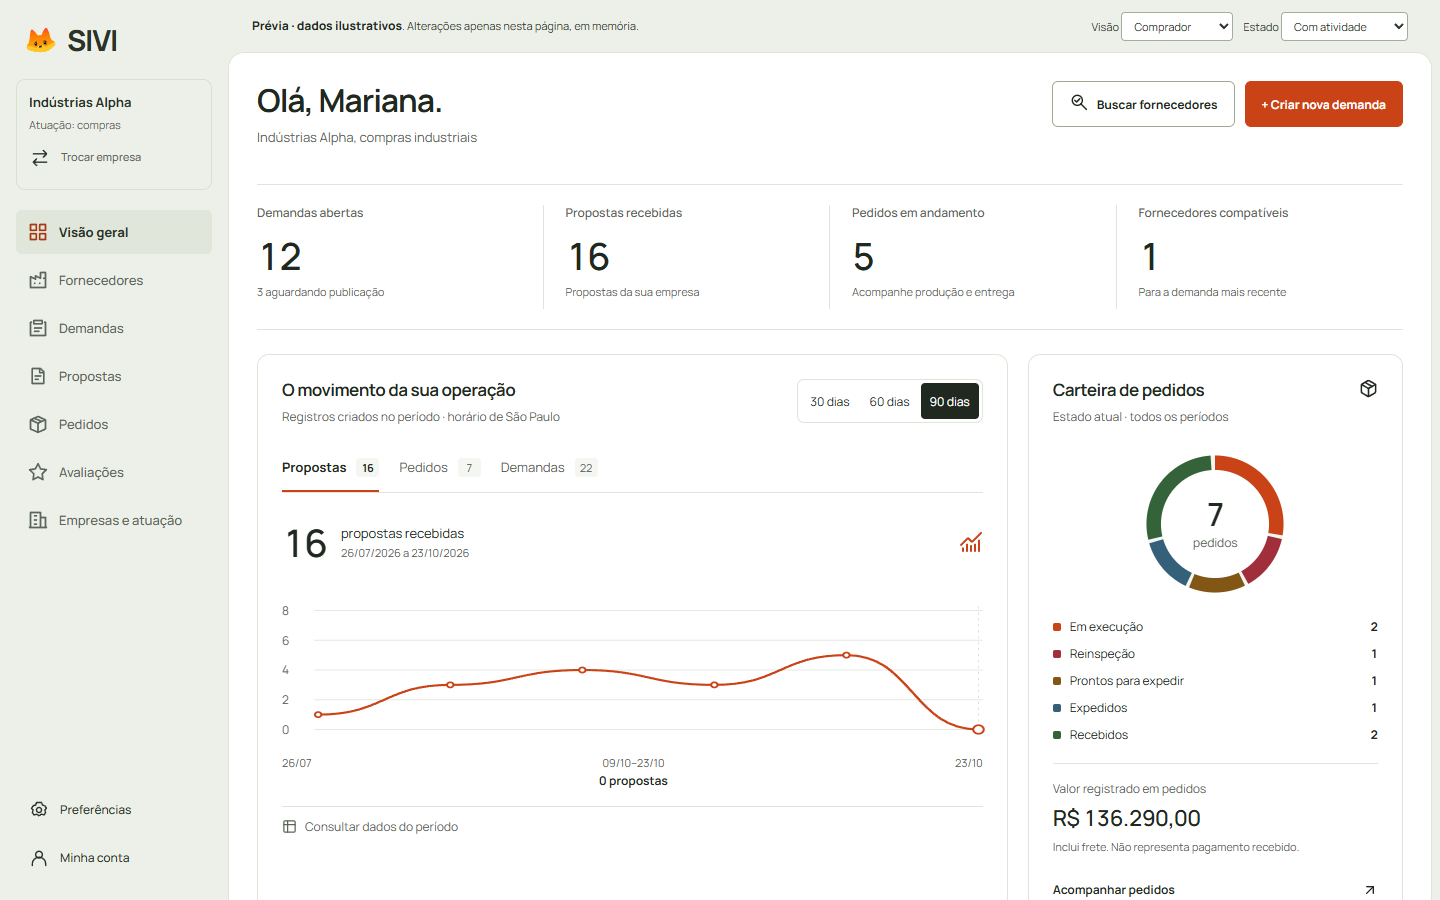 SIVI
Prévia · dados ilustrativos. Alterações apenas nesta página, em memória.
Visão Comprador Estado Com atividade
Indústrias Alpha
Atuação: compras
Trocar empresa
Visão geral
Fornecedores
Demandas
Propostas
Pedidos
Avaliações
Empresas e atuação
Preferências
Minha conta
Olá, Mariana.
Indústrias Alpha, compras industriais
Buscar fornecedores
+ Criar nova demanda
Demandas abertas
12
3 aguardando publicação
Propostas recebidas
16
Propostas da sua empresa
Pedidos em andamento
5
Acompanhe produção e entrega
Fornecedores compatíveis
1
Para a demanda mais recente
O movimento da sua operação
Registros criados no período · horário de São Paulo
30 dias 60 dias 90 dias
Propostas 16 Pedidos 7 Demandas 22
16
propostas recebidas
26/07/2026 a 23/10/2026
8
6
4
2
0
26/07 09/10–23/10 23/10
0 propostas
Consultar dados do período
Carteira de pedidos
Estado atual · todos os períodos
7
pedidos
Em execução 2
Reinspeção 1
Prontos para expedir 1
Expedidos 1
Recebidos 2
Valor registrado em pedidos
R$ 136.290,00
Inclui frete. Não representa pagamento recebido.
Acompanhar pedidos